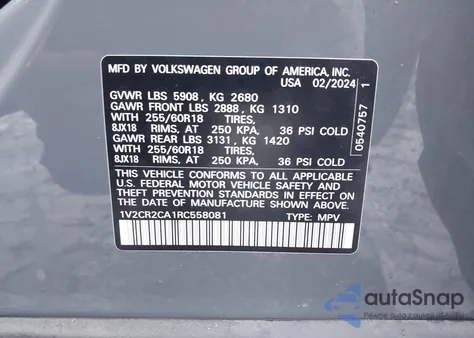 MFD BY VOLKSWAGEN GROUP OF AMERICA, INC.
USA 02/2024
GVWR LBS 5908, KG 2680
GAWR FRONT LBS 2888, KG 1310
WITH 255/60R18 TIRES,
8JX18 RIMS, AT 250 KPA, 36 PSI COLD
GAWR REAR LBS 3131, KG 1420
WITH 255/60R18 TIRES,
8JX18 RIMS, AT 250 KPA, 36 PSI COLD
THIS VEHICLE CONFORMS TO ALL APPLICABLE
U.S. FEDERAL MOTOR VEHICLE SAFETY AND
THEFT PREVENTION STANDARDS IN EFFECT ON THE
DATE OF MANUFACTURE SHOWN ABOVE.
1V2CR2CA1RC558081 TYPE: MPV
0540757 1
autoSnap